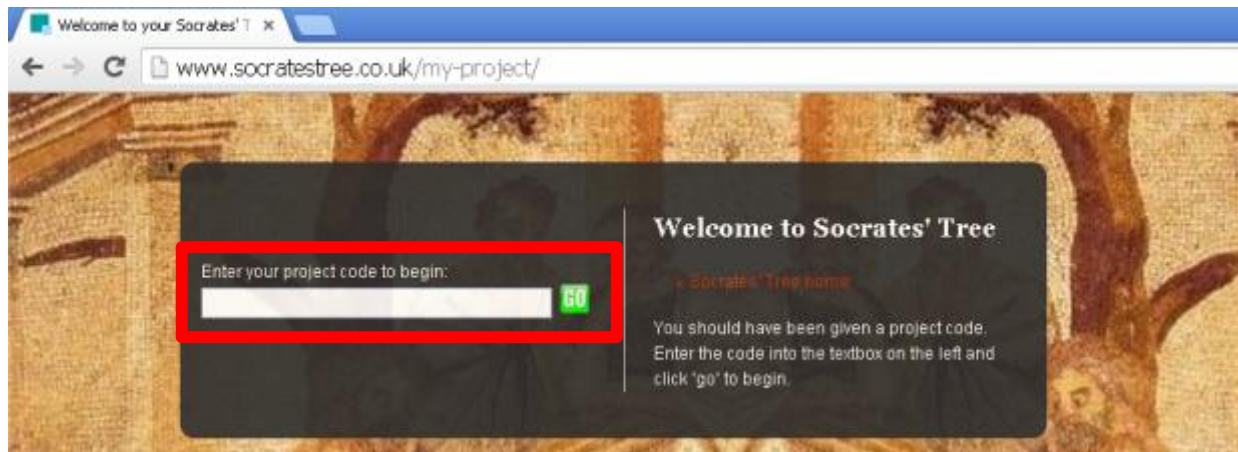 Welcome to your Socrates' T
www.socratestree.co.uk/my-project/
Enter your project code to begin:
GO
Welcome to Socrates' Tree
« Socrates' Tree home
You should have been given a project code.
Enter the code into the textbox on the left and
click 'go' to begin.